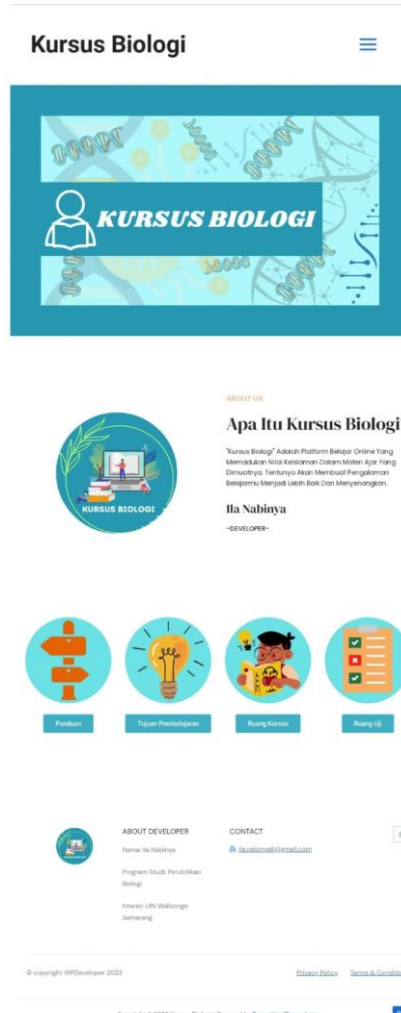 Kursus Biologi
KURSUS BIOLOGI
ABOUT US
Apa Itu Kursus Biologi
"Kursus Biologi" Adalah Platform Belajar Online Yang
Memadukan Nilai Keislaman Dalam Materi Ajar Yang
Dimuatnya. Tentunya Akan Membuat Pengalaman
Belajarmu Menjadi Lebih Baik Dan Menyenangkan.
Ila Nabinya
-DEVELOPER-
KURSUS BIOLOGI
Panduan
Tujuan Pembelajaran
Ruang Kursus
Ruang Uji
ABOUT DEVELOPER
Nama: Ila Nabinya
Program Studi: Pendidikan
Biologi
Intansi: UIN Walisongo
Semarang
CONTACT
© copyright WPDeveloper 2023
Privacy Policy
Terms &